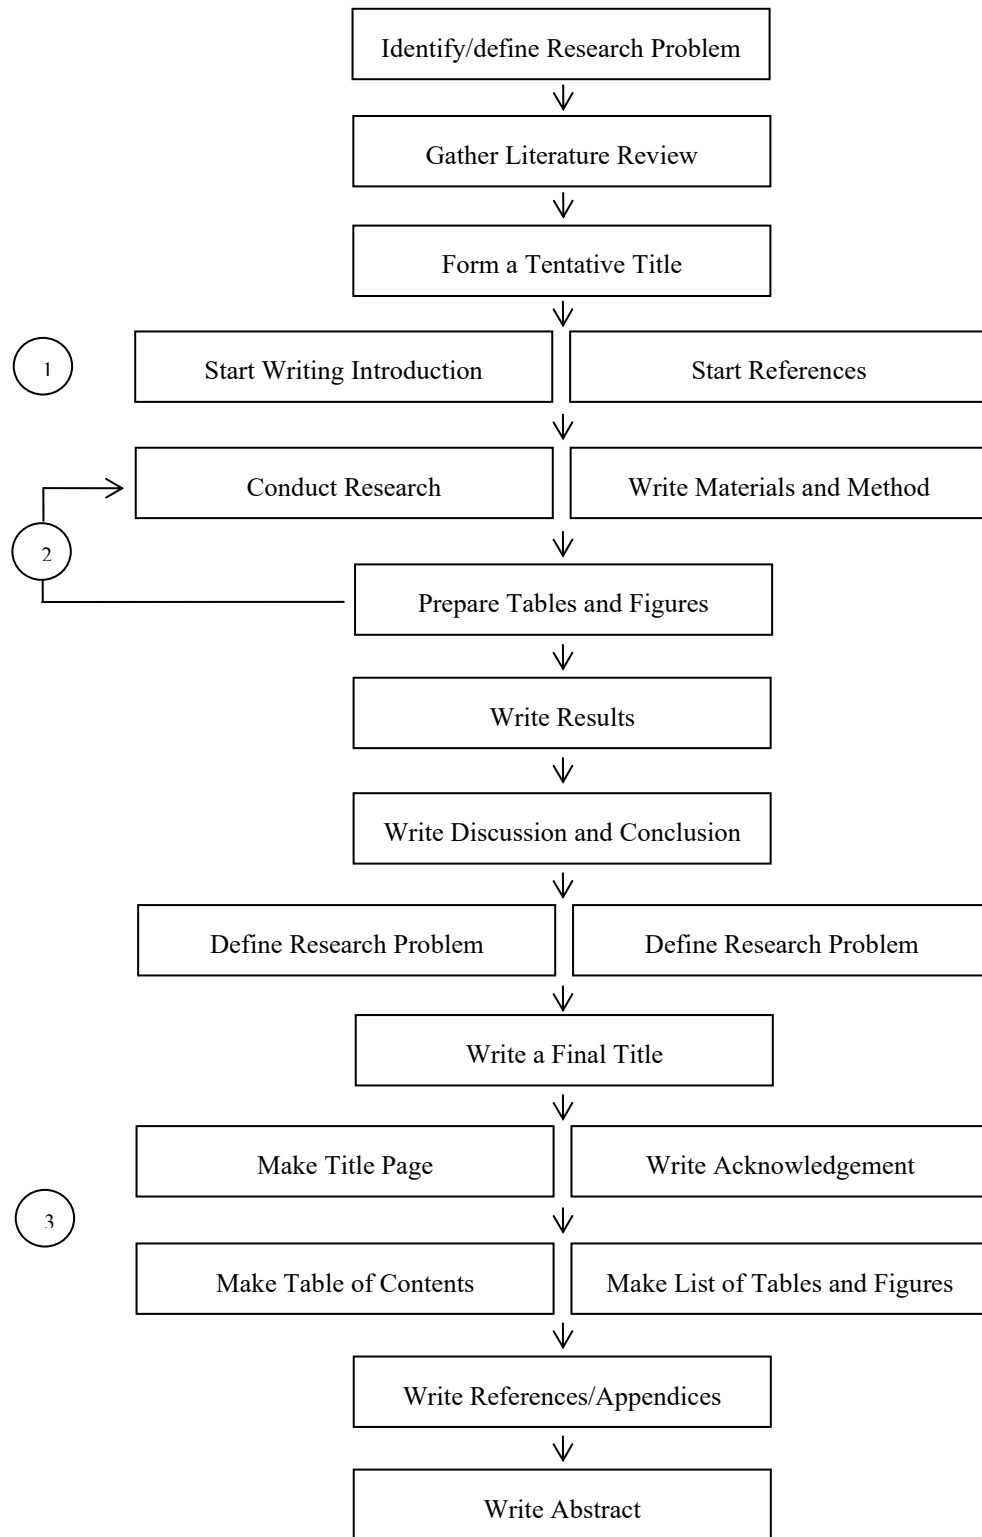 Identify/define Research Problem
Gather Literature Review
Form a Tentative Title
1
Start Writing Introduction
Start References
Conduct Research
Write Materials and Method
2
Prepare Tables and Figures
Write Results
Write Discussion and Conclusion
Define Research Problem
Define Research Problem
Write a Final Title
Make Title Page
Write Acknowledgement
3
Make Table of Contents
Make List of Tables and Figures
Write References/Appendices
Write Abstract